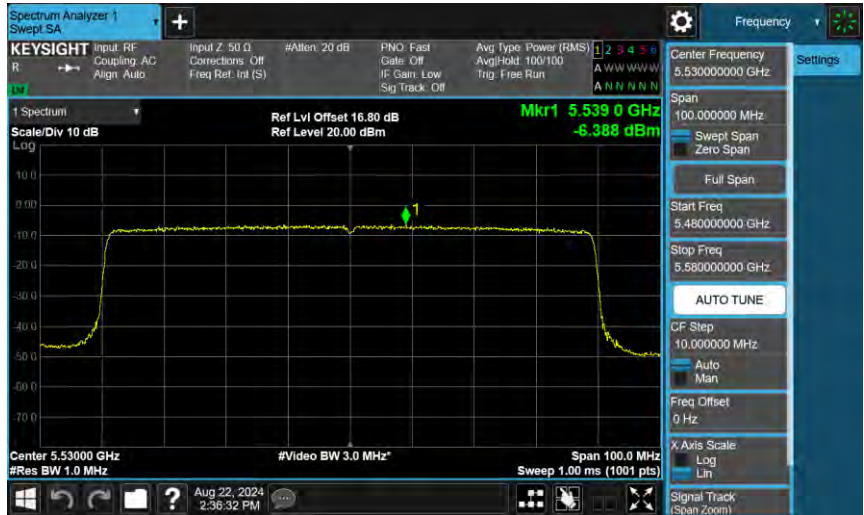 Spectrum Analyzer 1
Swept SA
Frequency
KEYSIGHT
R
Input: RF
Coupling: AC
Align: Auto
Input Z: 50 Ω
Corrections: Off
Freq Ref: Int (S)
#Atten: 20 dB
PNO: Fast
Gate: Off
IF Gain: Low
Sig Track: Off
Avg Type: Power (RMS)
Avg|Hold: 100/100
Trig: Free Run
1 2 3 4 5 6
A W W W W W
A N N N N N
1 Spectrum
Scale/Div 10 dB
Ref Lvl Offset 16.80 dB
Ref Level 20.00 dBm
Mkr1 5.539 0 GHz
-6.388 dBm
Log
10.0
0.00
-10.0
-20.0
-30.0
-40.0
-50.0
-60.0
-70.0
1
Center 5.53000 GHz
#Res BW 1.0 MHz
#Video BW 3.0 MHz*
Span 100.0 MHz
Sweep 1.00 ms (1001 pts)
Aug 22, 2024
2:36:32 PM
Center Frequency
5.530000000 GHz
Settings
Span
100.000000 MHz
Swept Span
Zero Span
Full Span
Start Freq
5.480000000 GHz
Stop Freq
5.580000000 GHz
AUTO TUNE
CF Step
10.000000 MHz
Auto
Man
Freq Offset
0 Hz
X Axis Scale
Log
Lin
Signal Track
(Span Zoom)